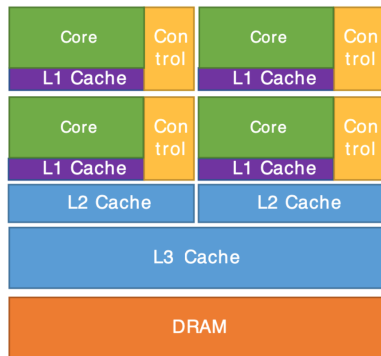 Core
Con
trol
L1 Cache
Core
Con
trol
L1 Cache
Core
Con
trol
L1 Cache
Core
Con
trol
L1 Cache
L2 Cache
L2 Cache
L3 Cache
DRAM